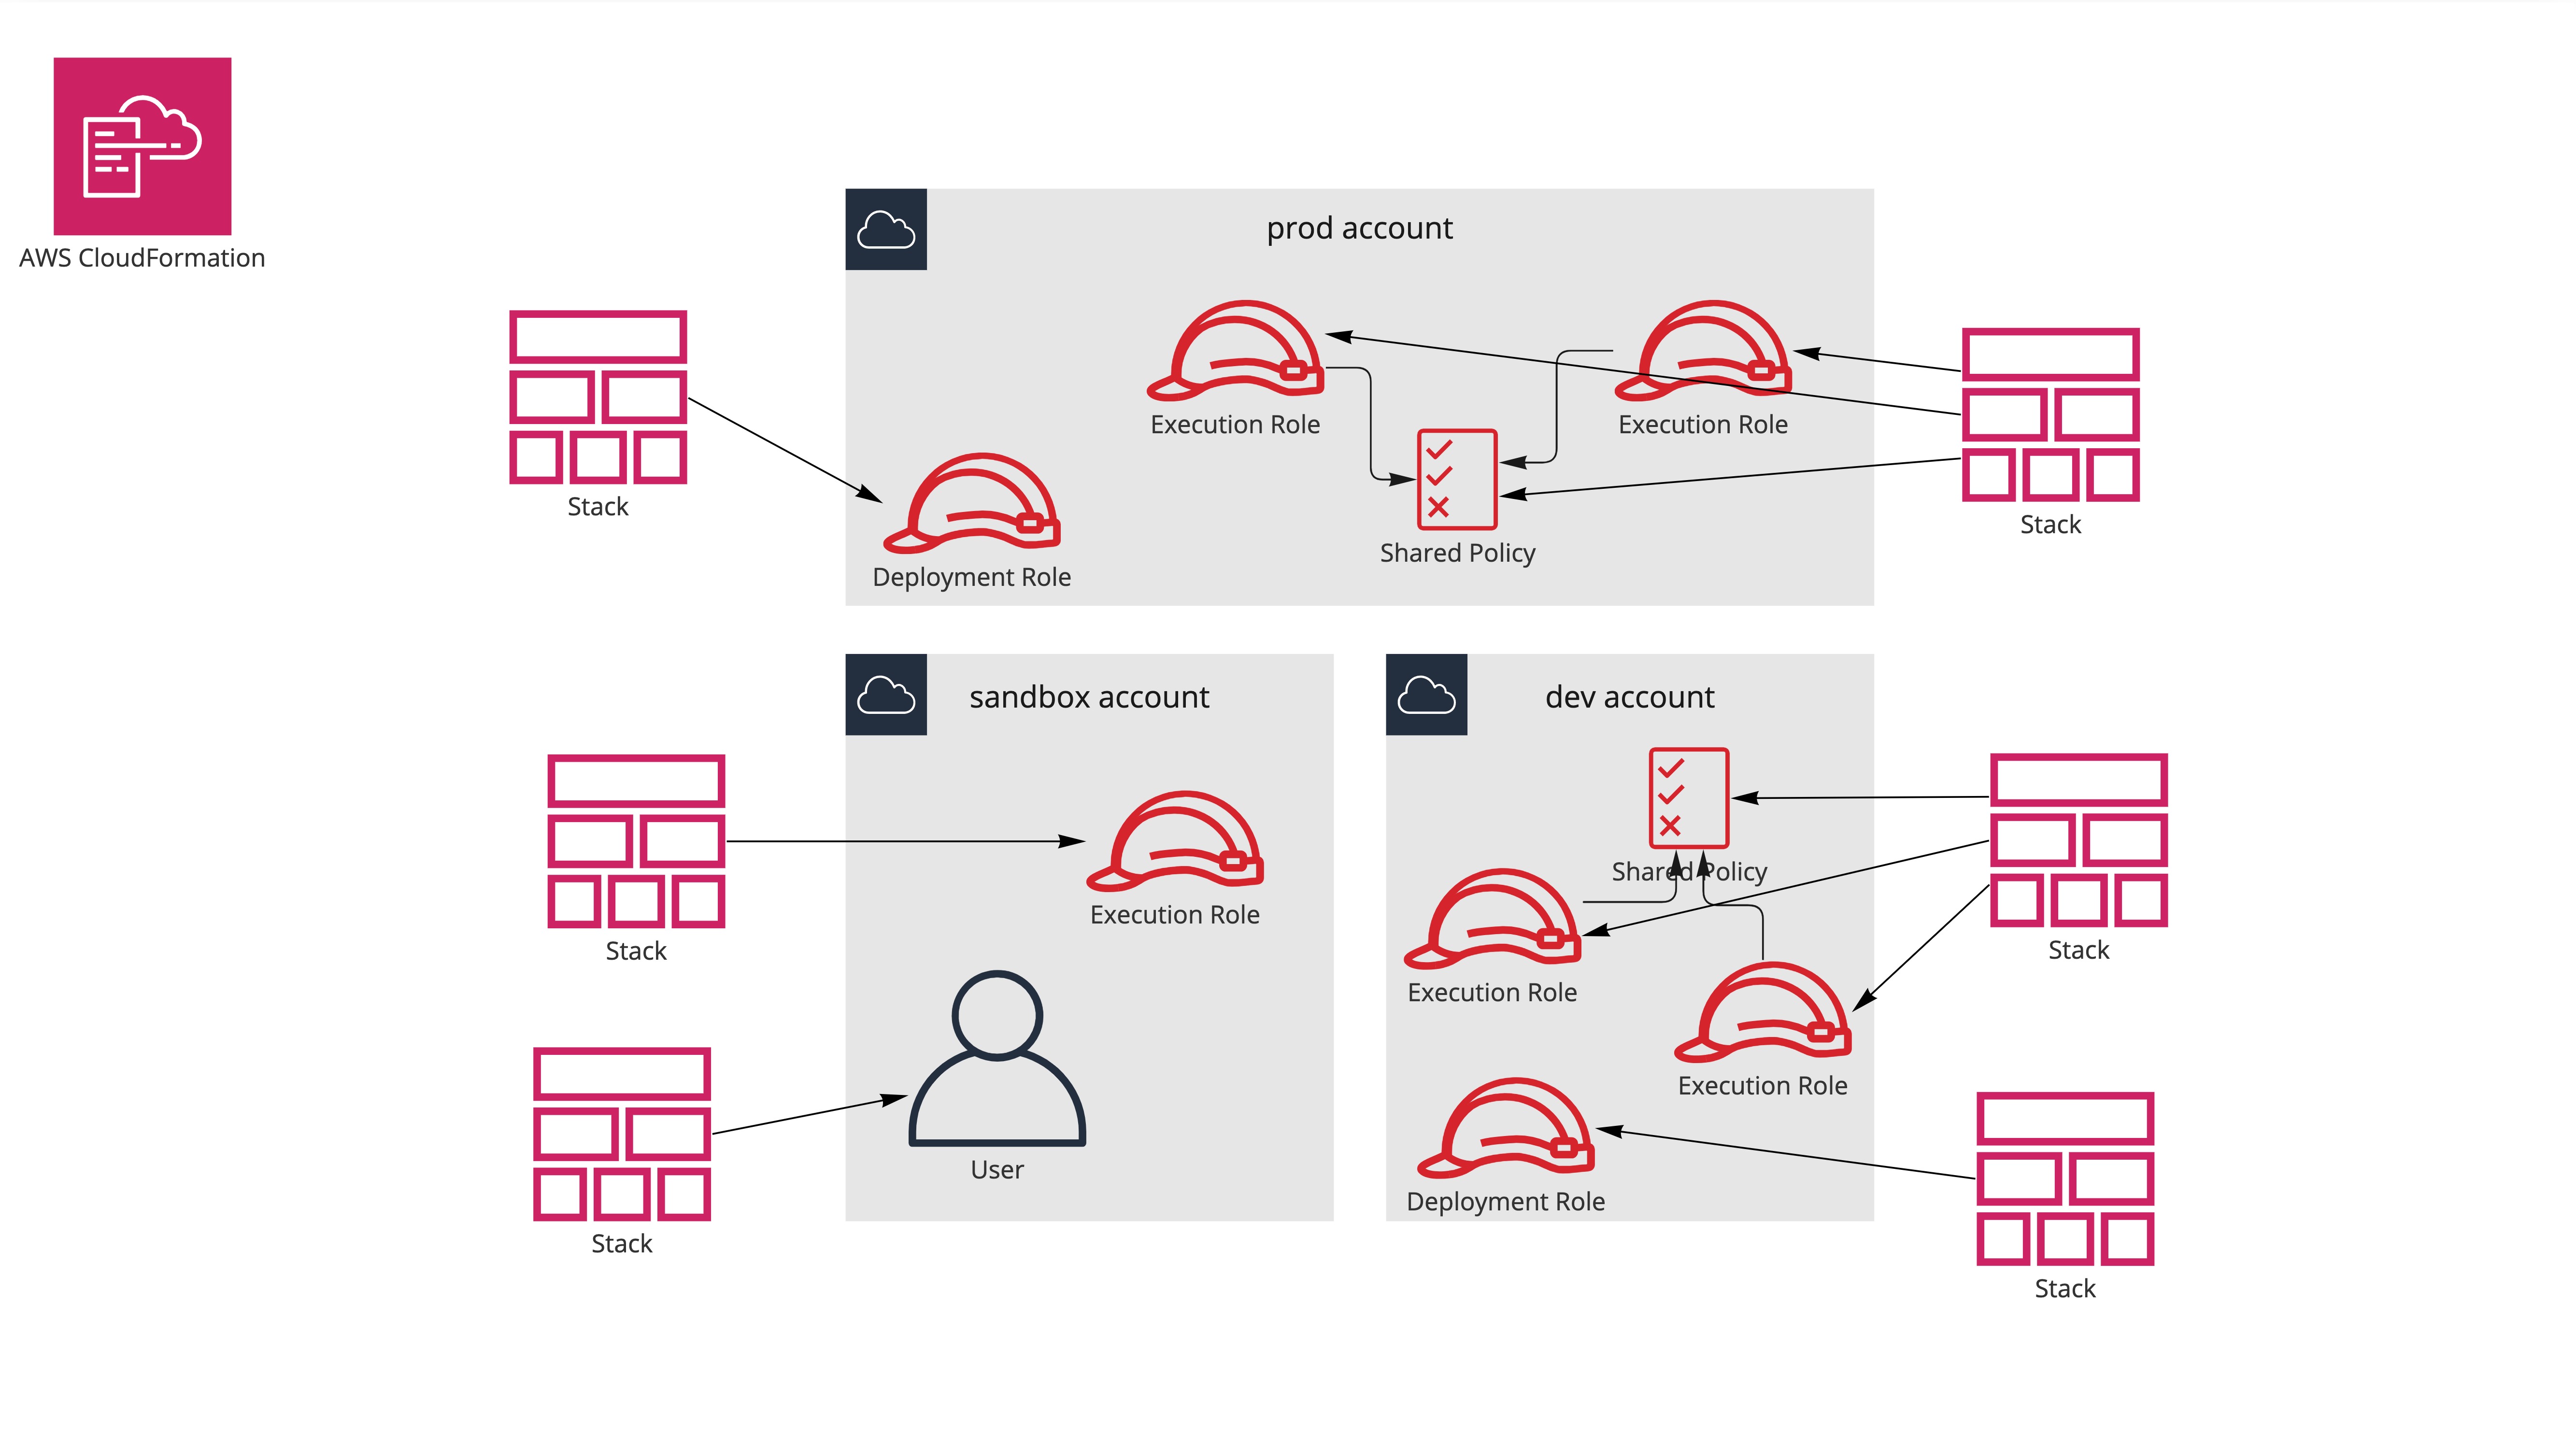 AWS CloudFormation
prod account
Execution Role
Execution Role
Stack
Stack
Shared Policy
Deployment Role
sandbox account
dev account
Shared Policy
Execution Role
Stack
Stack
Execution Role
Execution Role
User
Deployment Role
Stack
Stack